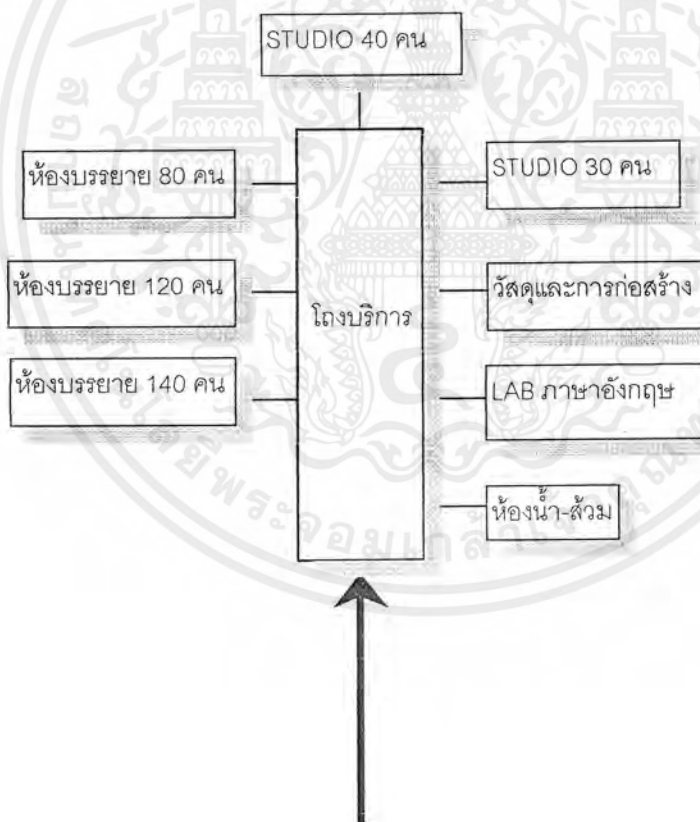 STUDIO 40 คน
ห้องบรรยาย 80 คน
STUDIO 30 คน
ห้องบรรยาย 120 คน
วัสดุและการก่อสร้าง
โถงบริการ
ห้องบรรยาย 140 คน
LAB ภาษาอังกฤษ
ห้องน้ำ-ส้วม